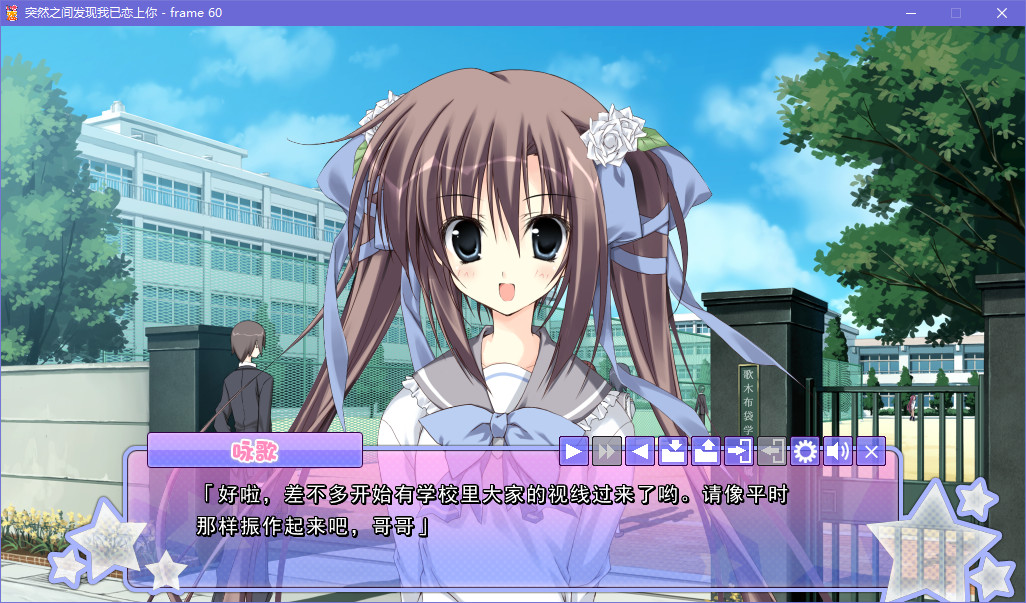 突然之间发现我已恋上你 - frame 60
歌
木
布
袋
学
咏歌
「好啦，差不多开始有学校里大家的视线过来了哟。请像平时
那样振作起来吧，哥哥」